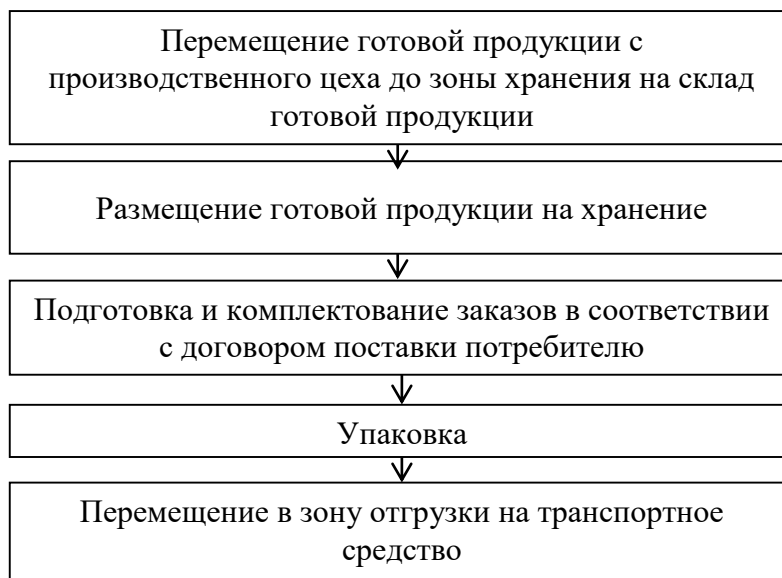 Перемещение готовой продукции с
производственного цеха до зоны хранения на склад
готовой продукции
Размещение готовой продукции на хранение
Подготовка и комплектование заказов в соответствии
с договором поставки потребителю
Упаковка
Перемещение в зону отгрузки на транспортное
средство